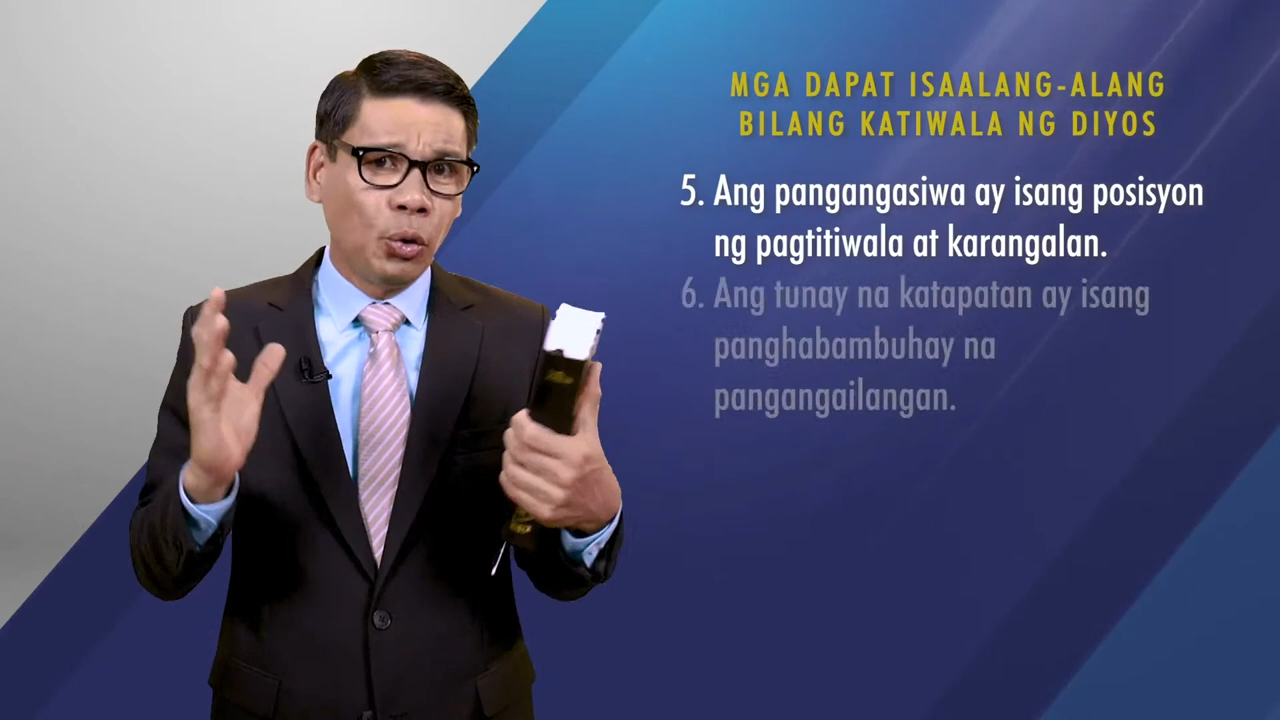 MGA DAPAT ISAALANG-ALANG
BILANG KATIWALA NG DIYOS
5. Ang pangangasiwa ay isang posisyon
ng pagtitiwala at karangalan.
6. Ang tunay na katapatan ay isang
panghabambuhay na
pangangailangan.